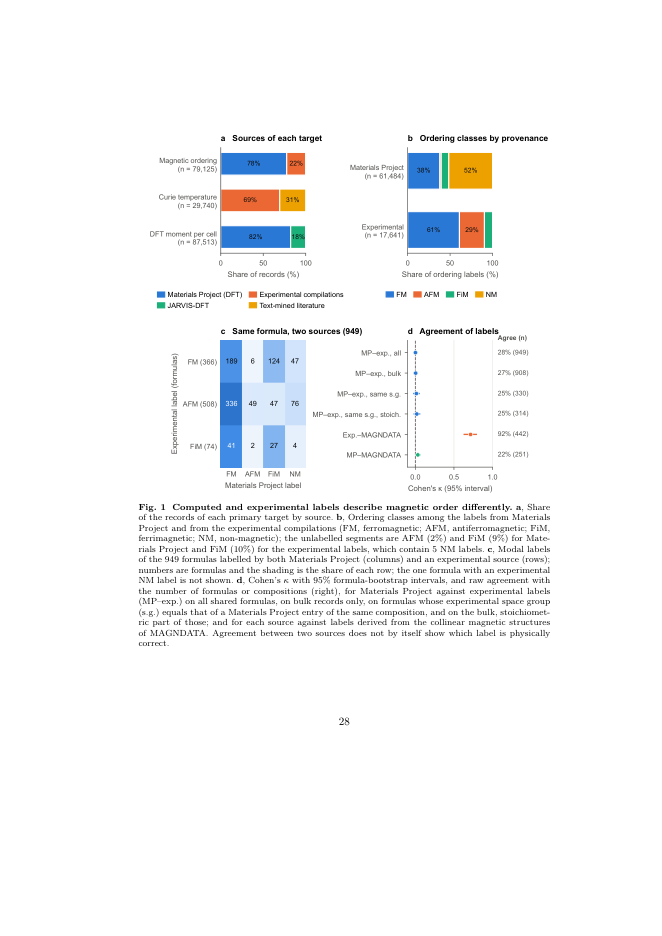 a Sources of each target
Magnetic ordering
(n = 79,125)
78%
22%
Curie temperature
(n = 29,740)
69%
31%
DFT moment per cell
(n = 87,513)
82%
18%
0 50 100
Share of records (%)
Materials Project (DFT)
Experimental compilations
JARVIS-DFT
Text-mined literature
b Ordering classes by provenance
Materials Project
(n = 61,484)
38%
52%
Experimental
(n = 17,641)
61%
29%
0 50 100
Share of ordering labels (%)
FM AFM FiM NM
c Same formula, two sources (949)
Experimental label (formulas)
FM (366) 189 6 124 47
AFM (508) 336 49 47 76
FiM (74) 41 2 27 4
FM AFM FiM NM
Materials Project label
d Agreement of labels
Agree (n)
MP–exp., all 28% (949)
MP–exp., bulk 27% (908)
MP–exp., same s.g. 25% (330)
MP–exp., same s.g., stoich. 25% (314)
Exp.–MAGNDATA 92% (442)
MP–MAGNDATA 22% (251)
0.0 0.5 1.0
Cohen's κ (95% interval)
Fig. 1 Computed and experimental labels describe magnetic order differently. a, Share
of the records of each primary target by source. b, Ordering classes among the labels from Materials
Project and from the experimental compilations (FM, ferromagnetic; AFM, antiferromagnetic; FiM,
ferrimagnetic; NM, non-magnetic); the unlabelled segments are AFM (2%) and FiM (9%) for Mate-
rials Project and FiM (10%) for the experimental labels, which contain 5 NM labels. c, Modal labels
of the 949 formulas labelled by both Materials Project (columns) and an experimental source (rows);
numbers are formulas and the shading is the share of each row; the one formula with an experimental
NM label is not shown. d, Cohen's κ with 95% formula-bootstrap intervals, and raw agreement with
the number of formulas or compositions (right), for Materials Project against experimental labels
(MP–exp.) on all shared formulas, on bulk records only, on formulas whose experimental space group
(s.g.) equals that of a Materials Project entry of the same composition, and on the bulk, stoichiomet-
ric part of those; and for each source against labels derived from the collinear magnetic structures
of MAGNDATA. Agreement between two sources does not by itself show which label is physically
correct.
28